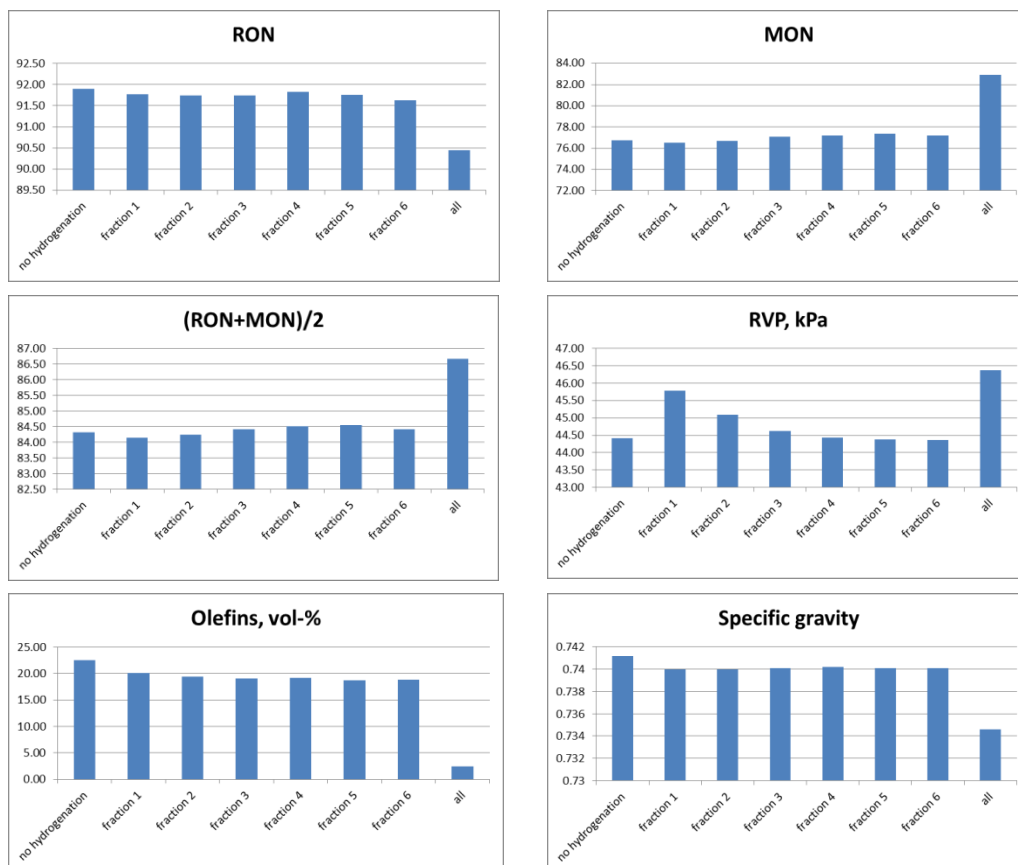 RON
92.50
92.00
91.50
91.00
90.50
90.00
89.50
no hydrogenation
fraction 1
fraction 2
fraction 3
fraction 4
fraction 5
fraction 6
all
MON
84.00
82.00
80.00
78.00
76.00
74.00
72.00
no hydrogenation
fraction 1
fraction 2
fraction 3
fraction 4
fraction 5
fraction 6
all
(RON+MON)/2
87.00
86.50
86.00
85.50
85.00
84.50
84.00
83.50
83.00
82.50
no hydrogenation
fraction 1
fraction 2
fraction 3
fraction 4
fraction 5
fraction 6
all
RVP, kPa
47.00
46.50
46.00
45.50
45.00
44.50
44.00
43.50
43.00
no hydrogenation
fraction 1
fraction 2
fraction 3
fraction 4
fraction 5
fraction 6
all
Olefins, vol-%
25.00
20.00
15.00
10.00
5.00
0.00
no hydrogenation
fraction 1
fraction 2
fraction 3
fraction 4
fraction 5
fraction 6
all
Specific gravity
0.742
0.74
0.738
0.736
0.734
0.732
0.73
no hydrogenation
fraction 1
fraction 2
fraction 3
fraction 4
fraction 5
fraction 6
all